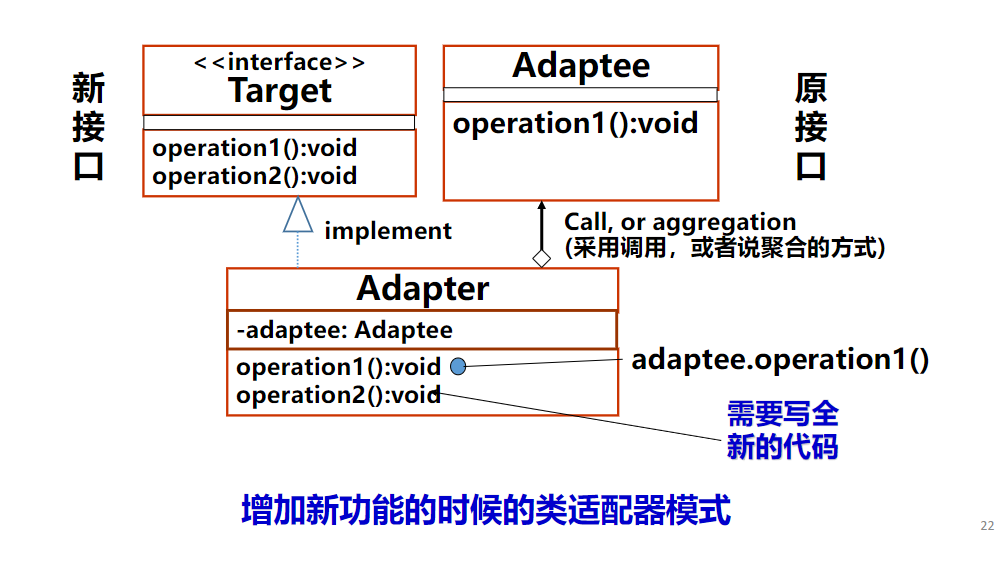 新
接
口
<<interface>>
Target
operation1():void
operation2():void
Adaptee
operation1():void
原
接
口
implement
Call, or aggregation
(采用调用，或者说聚合的方式)
Adapter
-adaptee: Adaptee
operation1():void
operation2():void
adaptee.operation1()
需要写全
新的代码
增加新功能的时候的类适配器模式
22